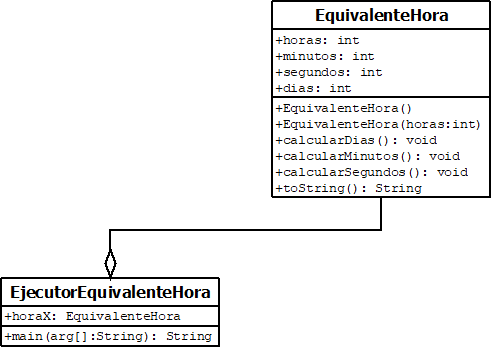 EquivalenteHora
+horas: int
+minutos: int
+segundos: int
+dias: int
+EquivalenteHora()
+EquivalenteHora(horas:int)
+calcularDias(): void
+calcularMinutos(): void
+calcularSegundos(): void
+toString(): String
EjecutorEquivalenteHora
+horaX: EquivalenteHora
+main(arg[]:String): String